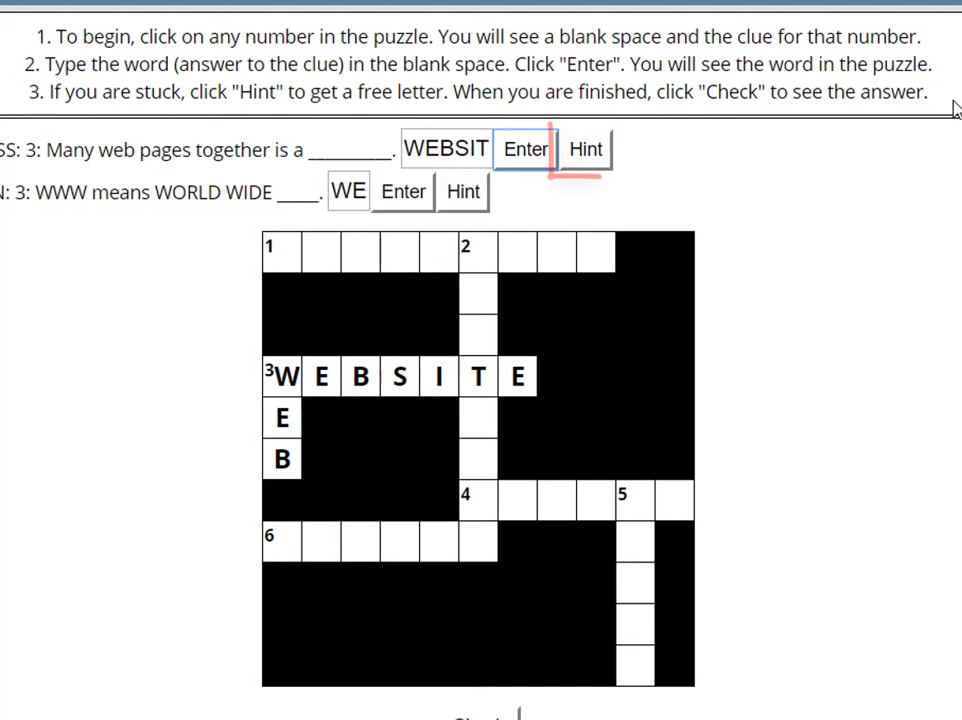 1. To begin, click on any number in the puzzle. You will see a blank space and the clue for that number.
2. Type the word (answer to the clue) in the blank space. Click "Enter". You will see the word in the puzzle.
3. If you are stuck, click "Hint" to get a free letter. When you are finished, click "Check" to see the answer.
SS: 3: Many web pages together is a _________. WEBSIT Enter Hint
N: 3: WWW means WORLD WIDE _____. WE Enter Hint
1 2
3 W E B S I T E
E
B
4 5
6